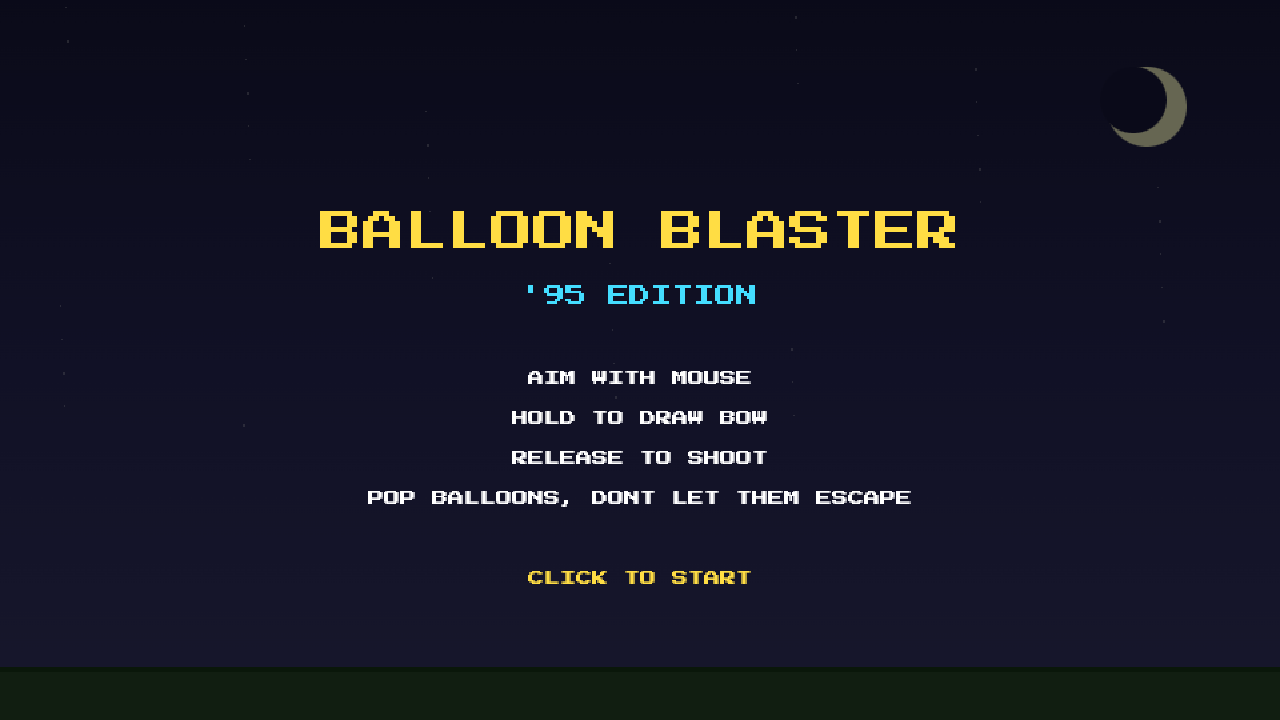 BALLOON BLASTER
'95 EDITION
AIM WITH MOUSE
HOLD TO DRAW BOW
RELEASE TO SHOOT
POP BALLOONS, DONT LET THEM ESCAPE
CLICK TO START